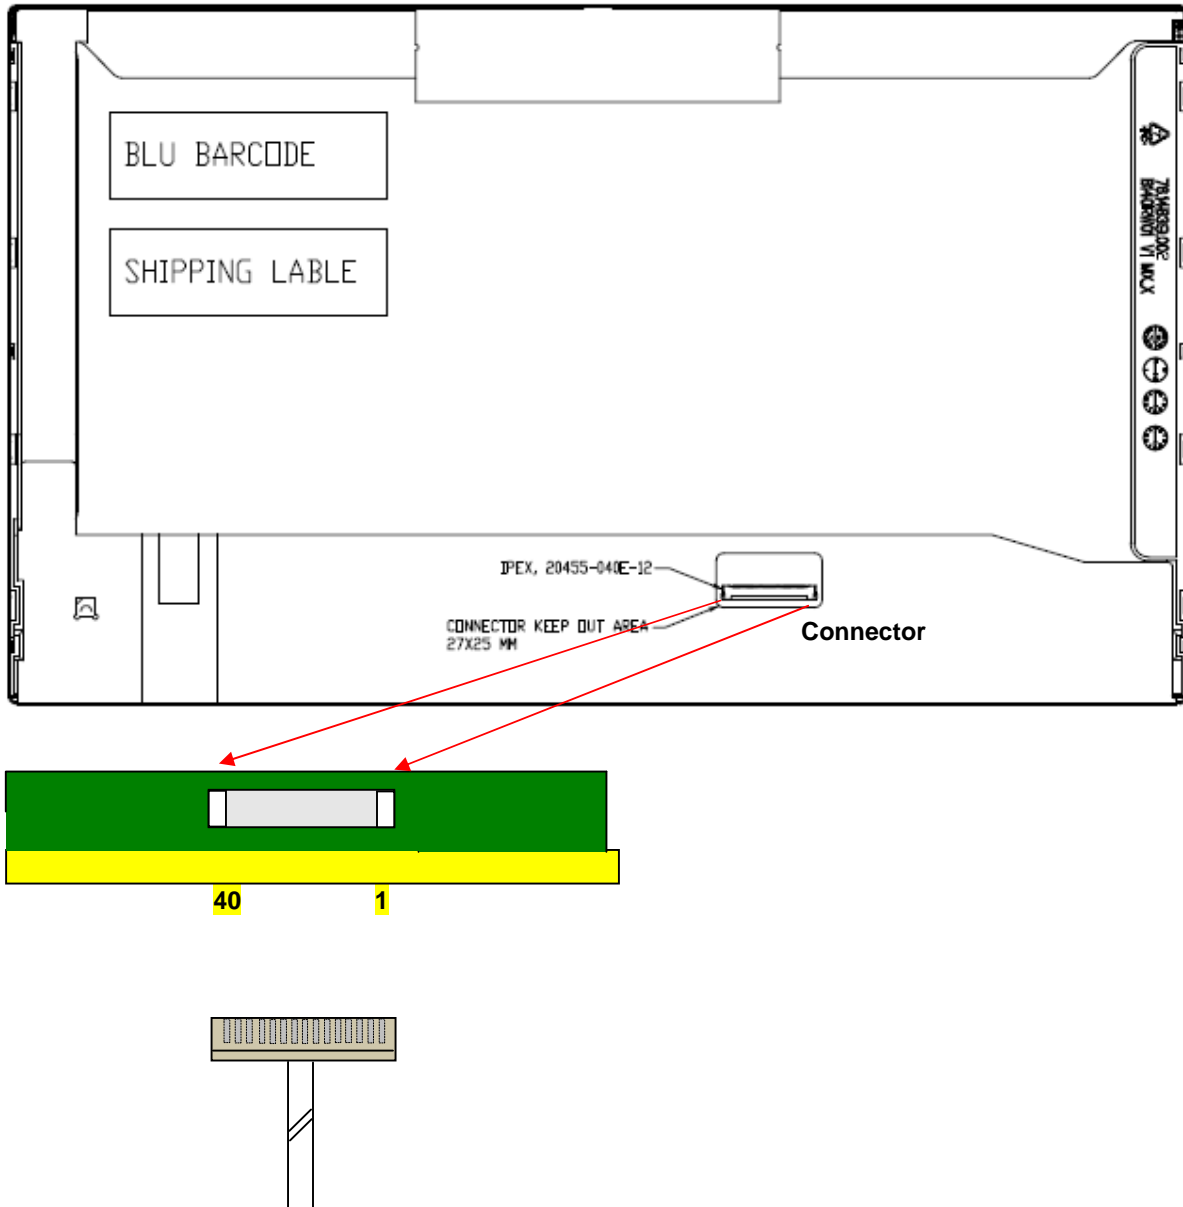 BLU BARCODE
SHIPPING LABLE
IPEX, 20455-040E-12
CONNECTOR KEEP OUT AREA
27X25 MM
Connector
40
1